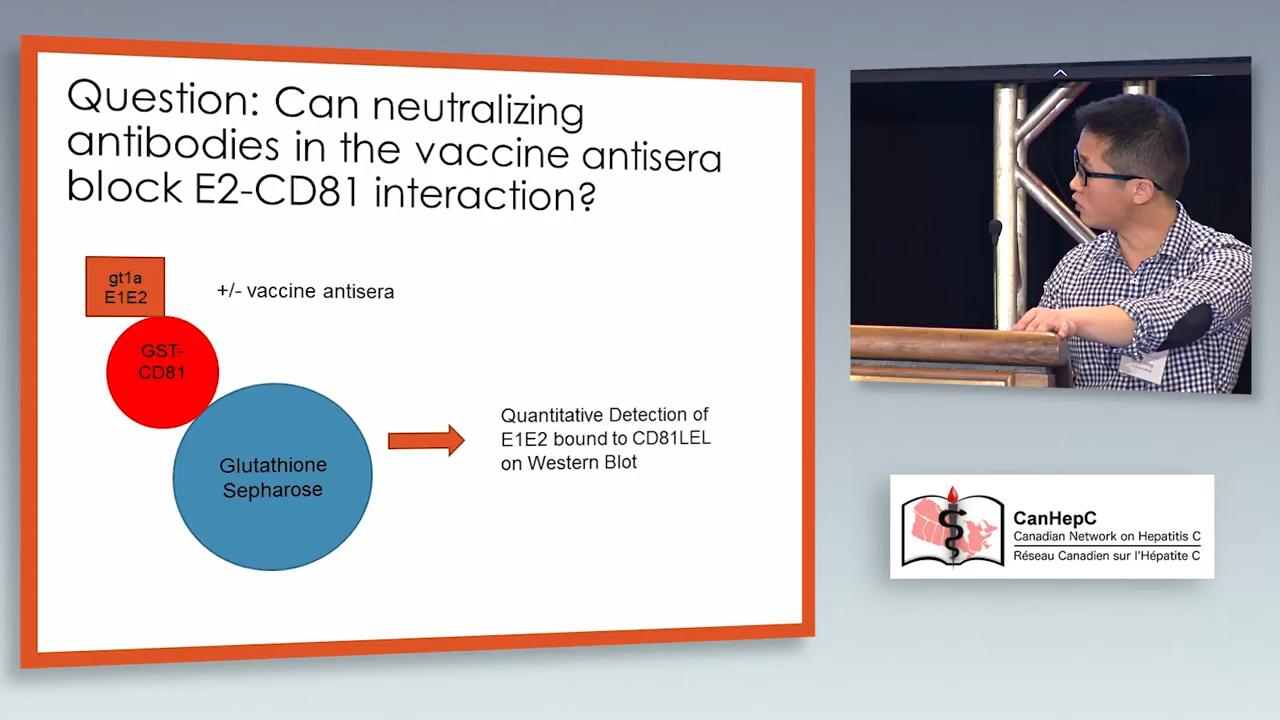 Question: Can neutralizing
antibodies in the vaccine antisera
block E2-CD81 interaction?
gt1a
E1E2
+/- vaccine antisera
GST-
CD81
Glutathione
Sepharose
Quantitative Detection of
E1E2 bound to CD81LEL
on Western Blot
CanHepC
Canadian Network on Hepatitis C
Réseau Canadien sur l'Hépatite C